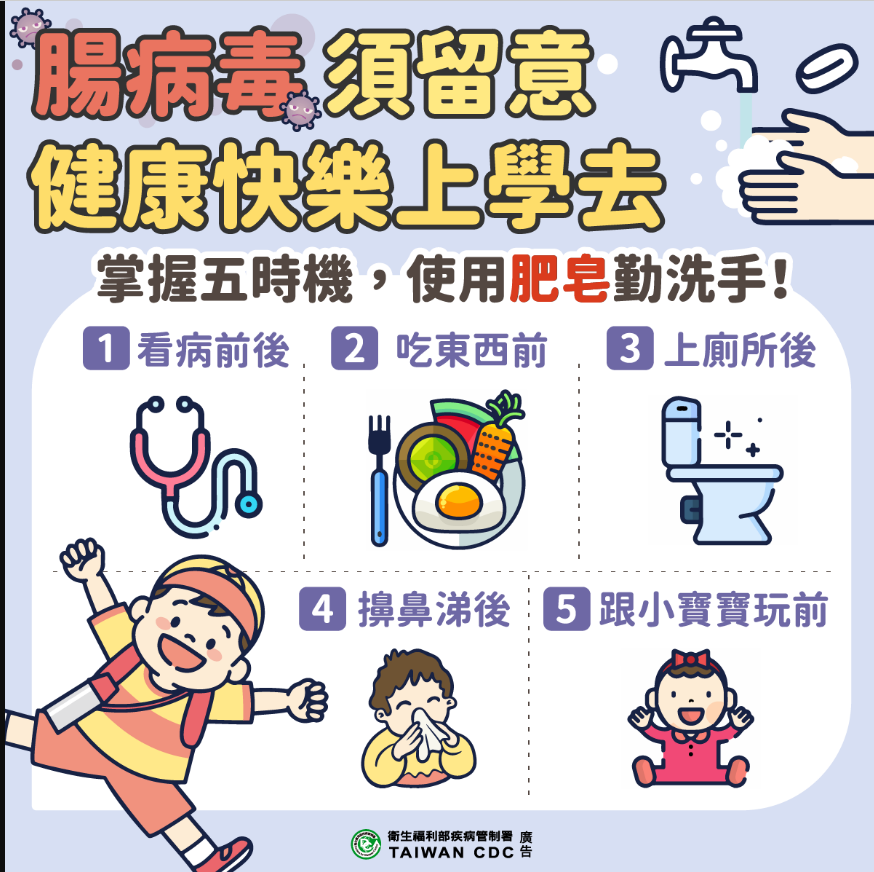 腸病毒 須留意
健康快樂上學去
掌握五時機，使用肥皂勤洗手！
1 看病前後
2 吃東西前
3 上廁所後
4 擤鼻涕後
5 跟小寶寶玩前
衛生福利部疾病管制署
TAIWAN CDC
廣告